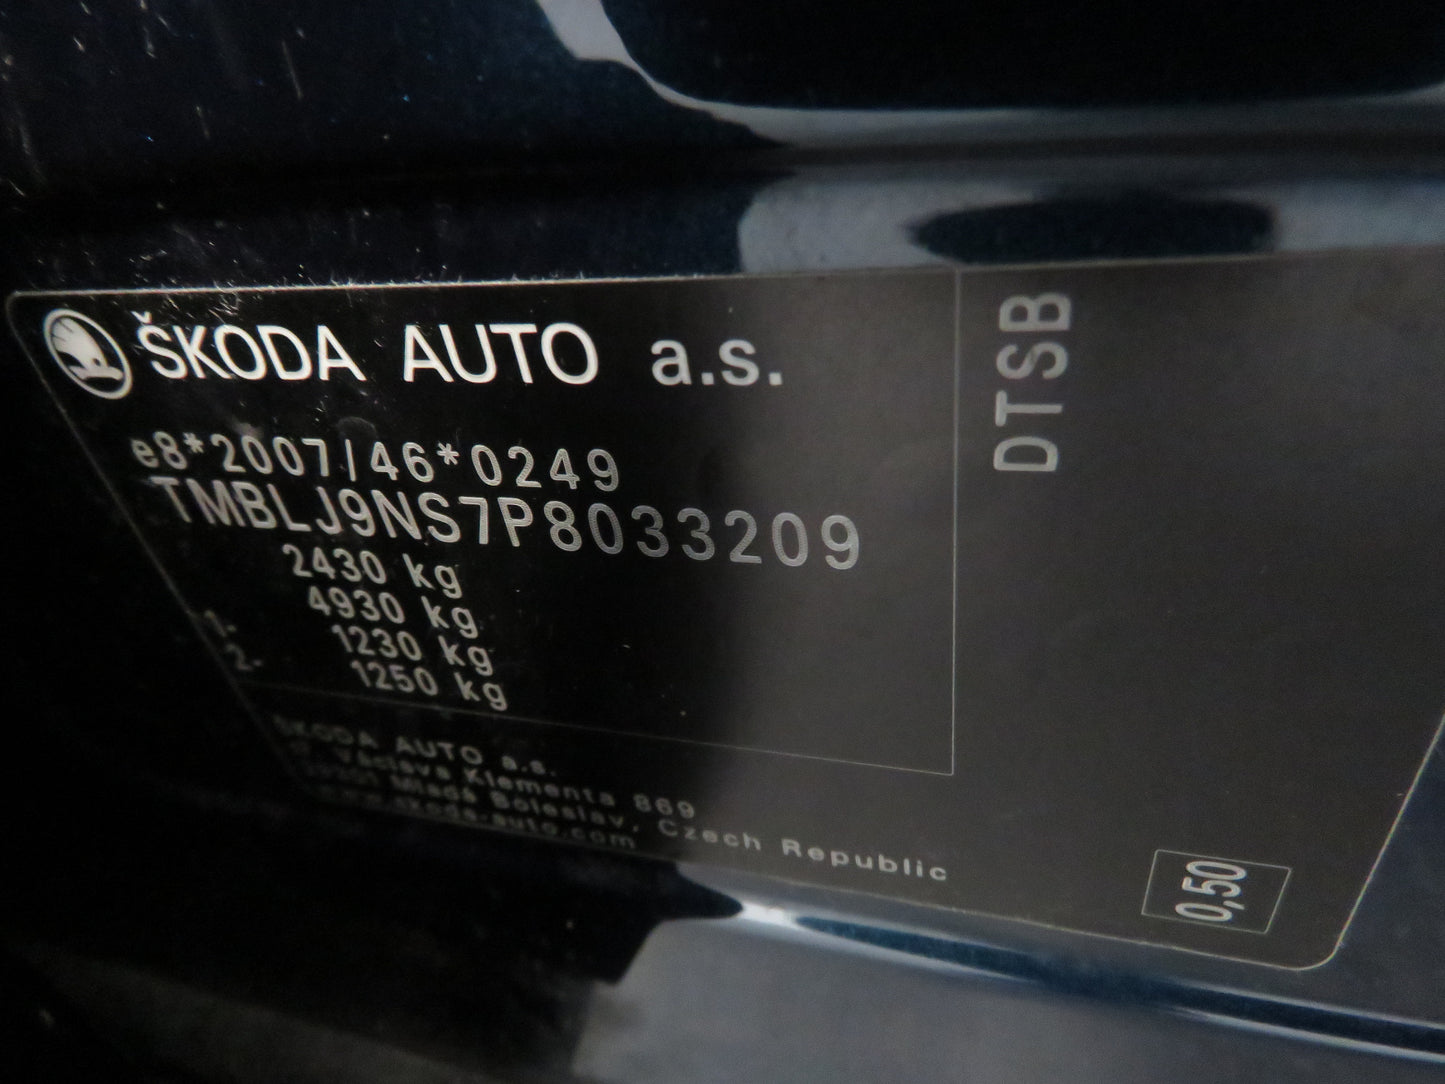 ŠKODA AUTO a.s.
e8*2007/46*0249
TMBLJ9NS7P8033209
2430 kg
4930 kg
1- 1230 kg
2- 1250 kg
ŠKODA AUTO a.s.
Václava Klementa 869
Mladá Boleslav, Czech Republic
www.skoda-auto.com
DTSB
0,50